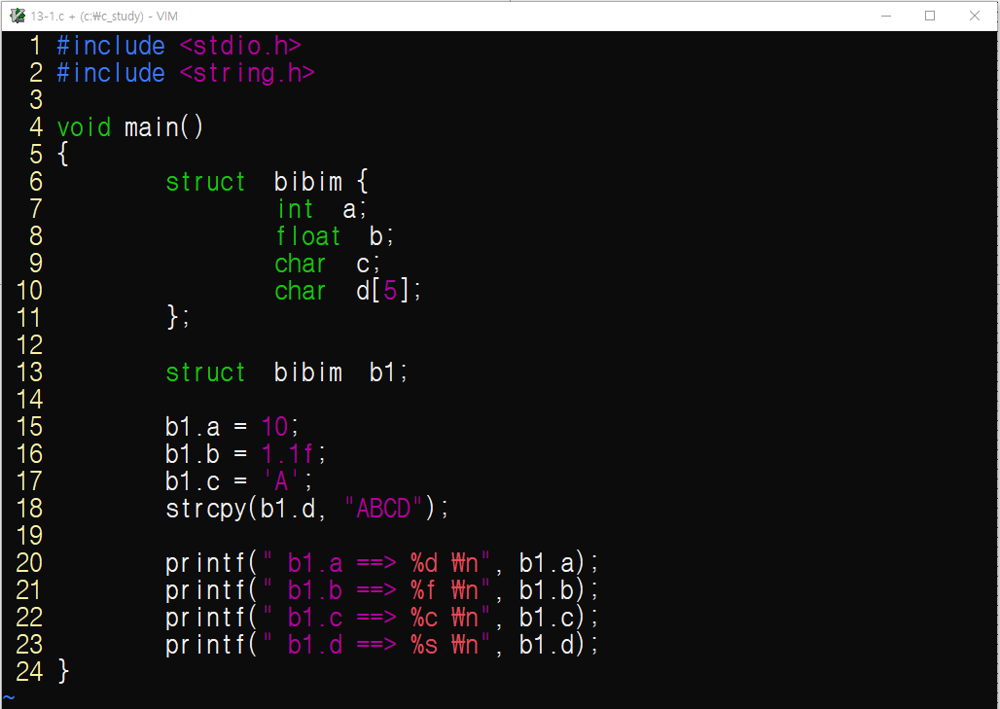 13-1.c + (c:₩c_study) - VIM
1 #include <stdio.h>
2 #include <string.h>
3
4 void main()
5 {
6 struct bibim {
7 int a;
8 float b;
9 char c;
10 char d[5];
11 };
12
13 struct bibim b1;
14
15 b1.a = 10;
16 b1.b = 1.1f;
17 b1.c = 'A';
18 strcpy(b1.d, "ABCD");
19
20 printf(" b1.a ==> %d ₩n", b1.a);
21 printf(" b1.b ==> %f ₩n", b1.b);
22 printf(" b1.c ==> %c ₩n", b1.c);
23 printf(" b1.d ==> %s ₩n", b1.d);
24 }
~